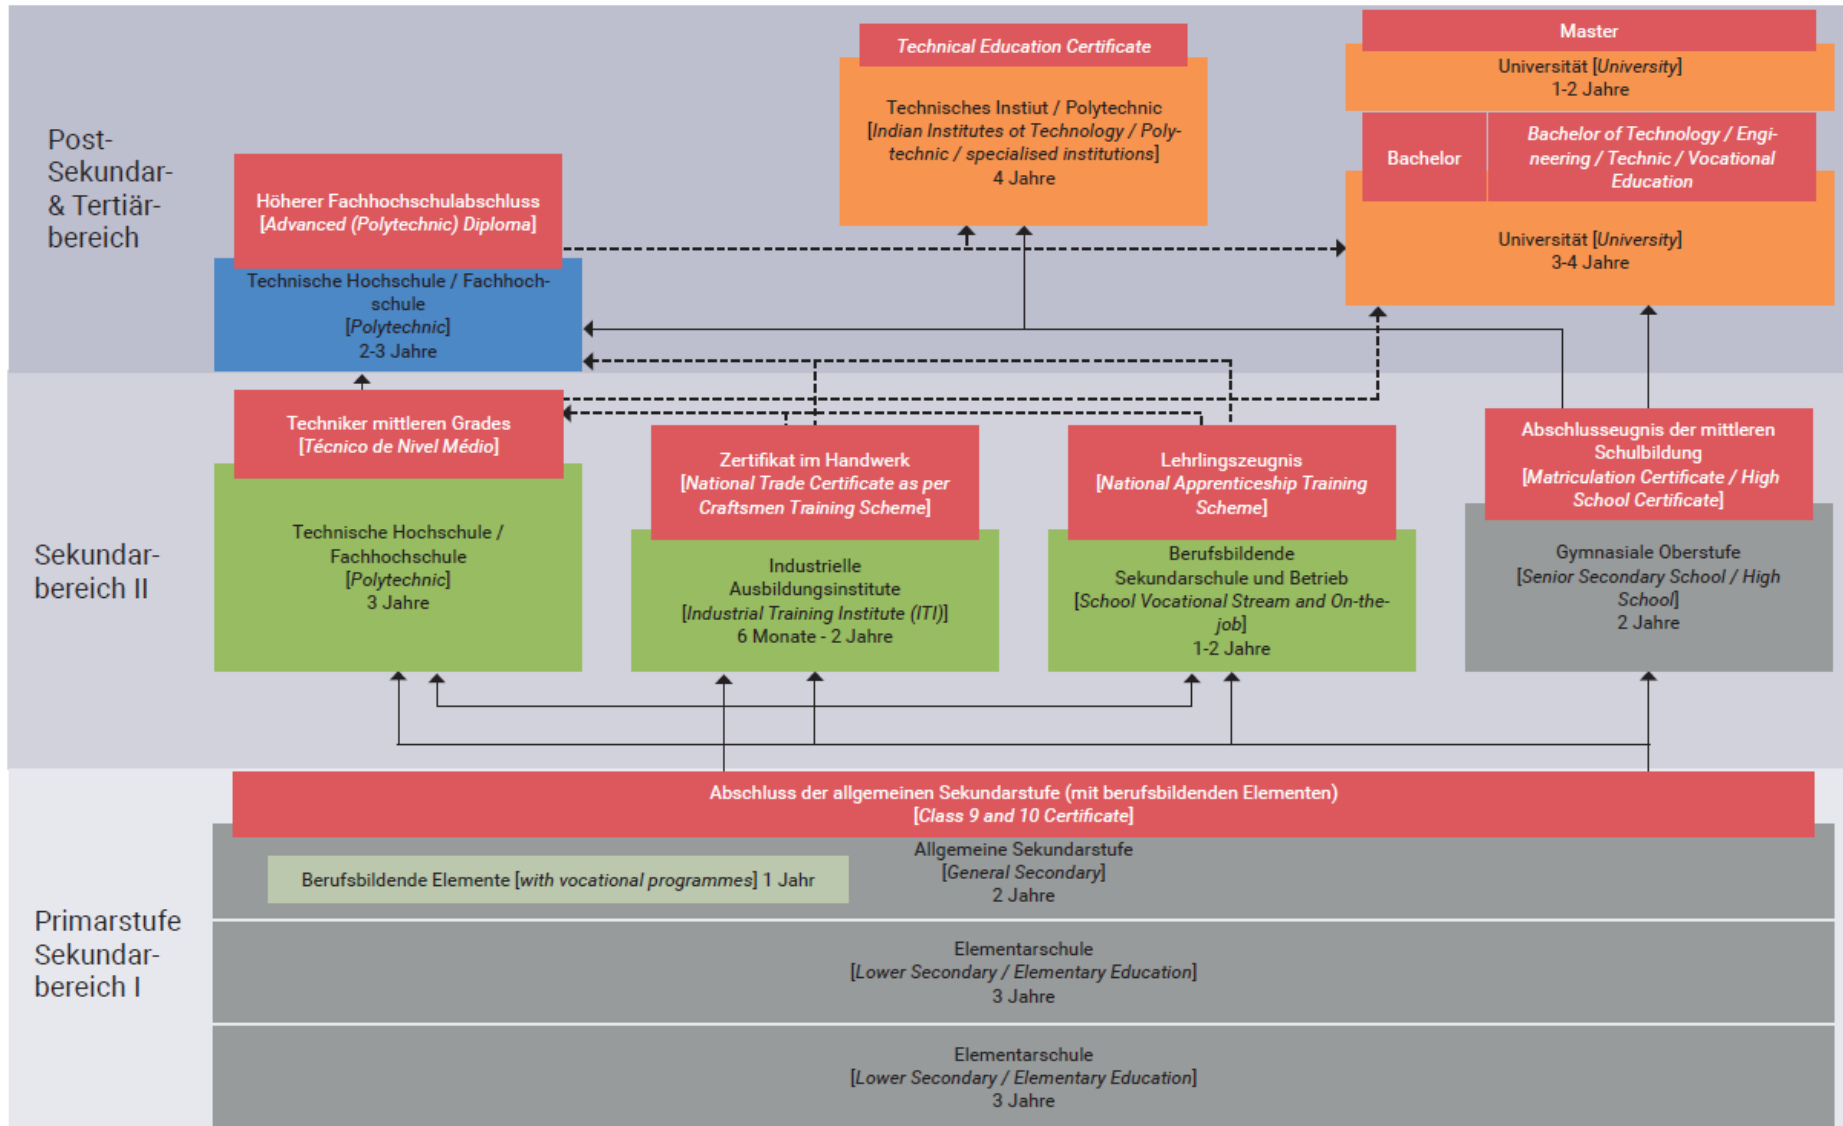 Post-
Sekundar-
& Tertiär-
bereich
Technical Education Certificate
Technisches Instiut / Polytechnic
[Indian Institutes ot Technology / Poly-
technic / specialised institutions]
4 Jahre
Master
Universität [University]
1-2 Jahre
Bachelor
Bachelor of Technology / Engi-
neering / Technic / Vocational
Education
Universität [University]
3-4 Jahre
Höherer Fachhochschulabschluss
[Advanced (Polytechnic) Diploma]
Technische Hochschule / Fachhoch-
schule
[Polytechnic]
2-3 Jahre
Sekundar-
bereich II
Techniker mittleren Grades
[Técnico de Nivel Médio]
Technische Hochschule /
Fachhochschule
[Polytechnic]
3 Jahre
Zertifikat im Handwerk
[National Trade Certificate as per
Craftsmen Training Scheme]
Industrielle
Ausbildungsinstitute
[Industrial Training Institute (ITI)]
6 Monate - 2 Jahre
Lehrlingszeugnis
[National Apprenticeship Training
Scheme]
Berufsbildende
Sekundarschule und Betrieb
[School Vocational Stream and On-the-
job]
1-2 Jahre
Abschlusseugnis der mittleren
Schulbildung
[Matriculation Certificate / High
School Certificate]
Gymnasiale Oberstufe
[Senior Secondary School / High
School]
2 Jahre
Primarstufe
Sekundar-
bereich I
Abschluss der allgemeinen Sekundarstufe (mit berufsbildenden Elementen)
[Class 9 and 10 Certificate]
Allgemeine Sekundarstufe
[General Secondary]
2 Jahre
Berufsbildende Elemente [with vocational programmes] 1 Jahr
Elementarschule
[Lower Secondary / Elementary Education]
3 Jahre
Elementarschule
[Lower Secondary / Elementary Education]
3 Jahre